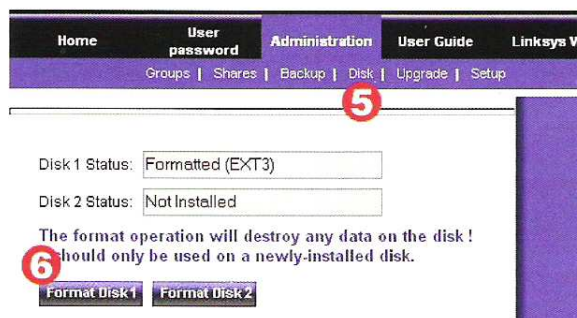 Home User password Administration User Guide Linksys W
Groups | Shares | Backup | Disk | Upgrade | Setup
5
Disk 1 Status: Formatted (EXT3)
Disk 2 Status: Not Installed
The format operation will destroy any data on the disk !
should only be used on a newly-installed disk.
6
Format Disk 1 Format Disk 2